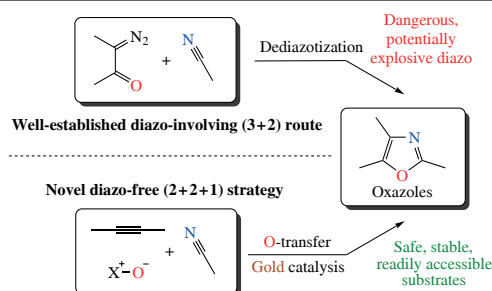 N₂
N
O
+
Dediazotization
Dangerous,
potentially
explosive diazo
Well-established diazo-involving (3+2) route
N
O
Oxazoles
Novel diazo-free (2+2+1) strategy
N
+
X⁺–O⁻
O-transfer
Gold catalysis
Safe, stable,
readily accessible
substrates